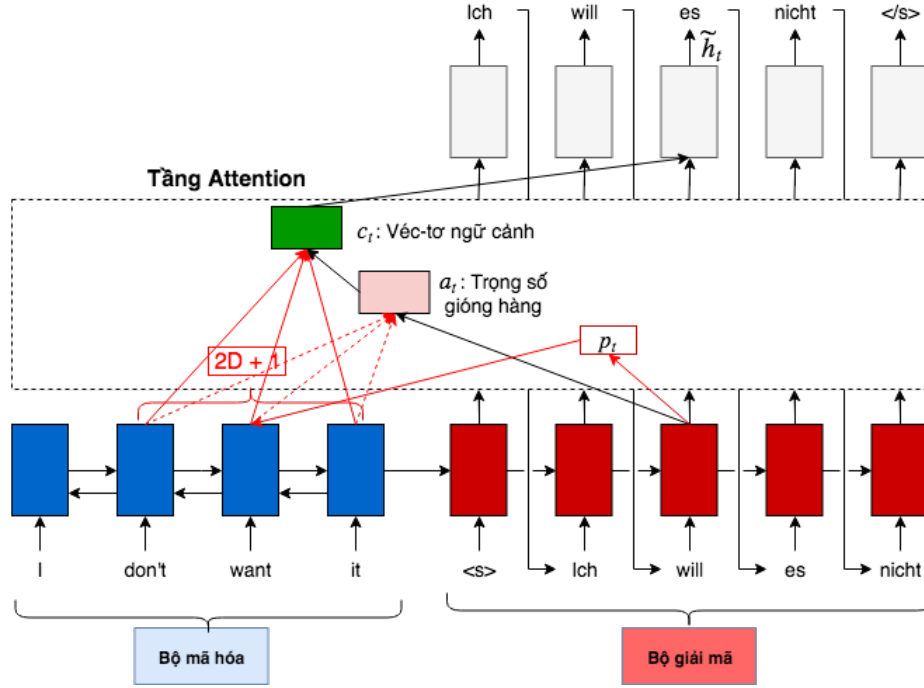 Ich will es nicht </s>
h̃ₜ
Tầng Attention
cₜ: Véc-tơ ngữ cảnh
aₜ: Trọng số
gióng hàng
pₜ
2D + 1
I don't want it <s> Ich will es nicht
Bộ mã hóa
Bộ giải mã